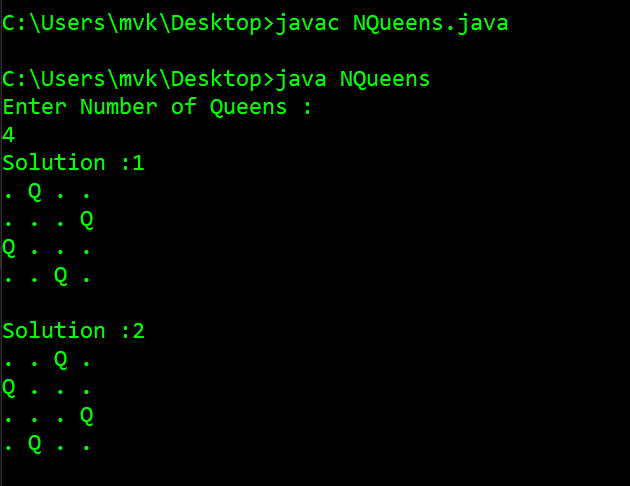 C:\Users\mvk\Desktop>javac NQueens.java
C:\Users\mvk\Desktop>java NQueens
Enter Number of Queens :
4
Solution :1
. Q . .
. . . Q
Q . . .
. . Q .
Solution :2
. . Q .
Q . . .
. . . Q
. Q . .